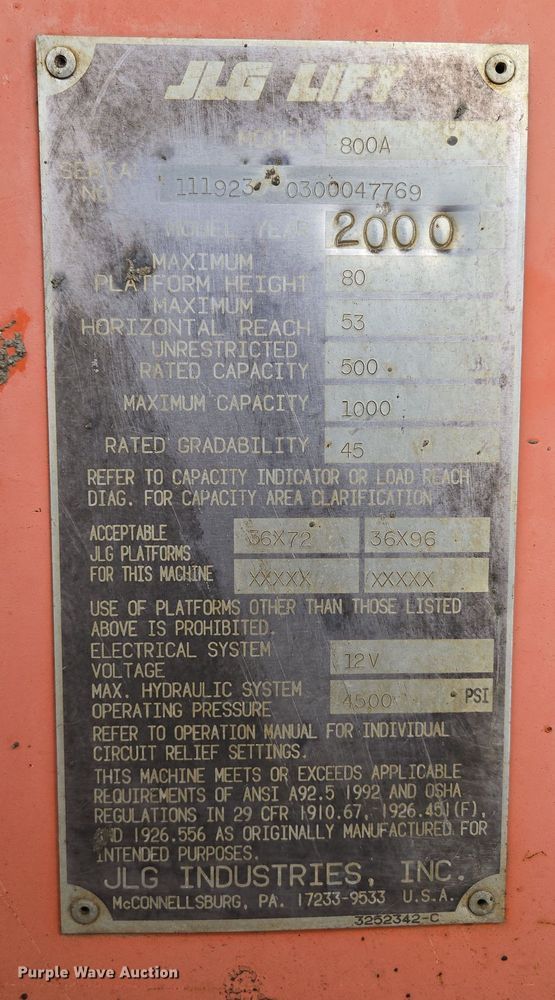 JLG LIFT
MODEL 800A
SERIAL NO. 111923 0300047769
MODEL YEAR 2000
MAXIMUM
PLATFORM HEIGHT 80
MAXIMUM
HORIZONTAL REACH 53
UNRESTRICTED
RATED CAPACITY 500
MAXIMUM CAPACITY 1000
RATED GRADABILITY 45
REFER TO CAPACITY INDICATOR OR LOAD REACH
DIAG. FOR CAPACITY AREA CLARIFICATION
ACCEPTABLE 36X72 36X96
JLG PLATFORMS
FOR THIS MACHINE XXXXX XXXXX
USE OF PLATFORMS OTHER THAN THOSE LISTED
ABOVE IS PROHIBITED.
ELECTRICAL SYSTEM
VOLTAGE 12V
MAX. HYDRAULIC SYSTEM
OPERATING PRESSURE 4500 PSI
REFER TO OPERATION MANUAL FOR INDIVIDUAL
CIRCUIT RELIEF SETTINGS.
THIS MACHINE MEETS OR EXCEEDS APPLICABLE
REQUIREMENTS OF ANSI A92.5 1992 AND OSHA
REGULATIONS IN 29 CFR 1910.67, 1926.451(F),
AND 1926.556 AS ORIGINALLY MANUFACTURED FOR
INTENDED PURPOSES.
JLG INDUSTRIES, INC.
McCONNELLSBURG, PA. 17233-9533 U.S.A.
3252342-C
Purple Wave Auction